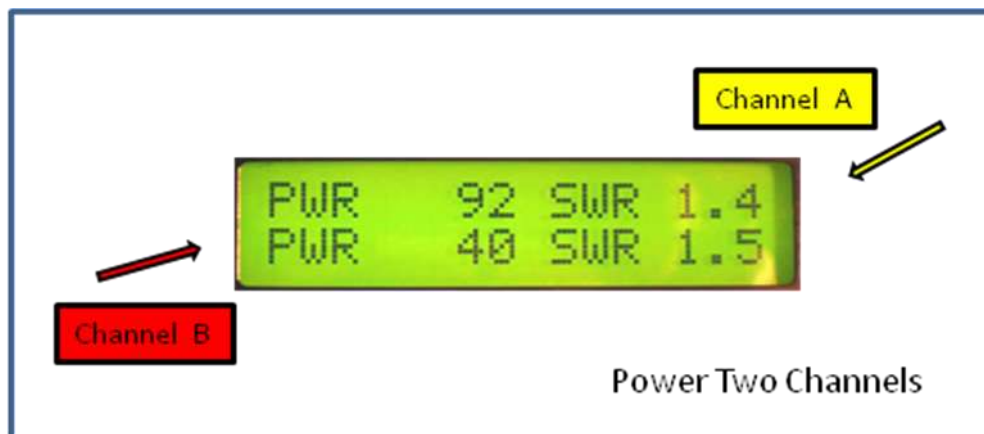 Channel A
PWR 92 SWR 1.4
PWR 40 SWR 1.5
Channel B
Power Two Channels